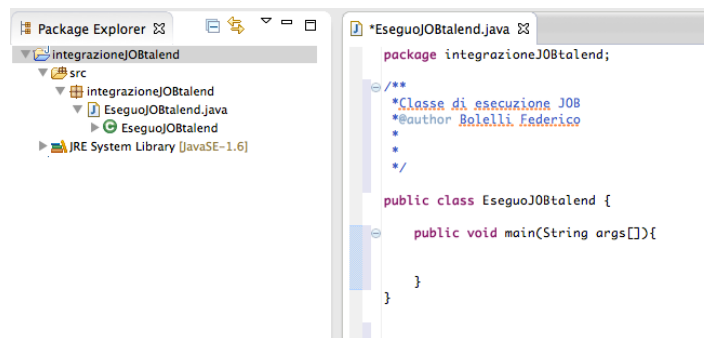 Package Explorer
integrazioneJOBtalend
src
integrazioneJOBtalend
EseguoJOBtalend.java
EseguoJOBtalend
JRE System Library [JavaSE-1.6]
*EseguoJOBtalend.java
package integrazioneJOBtalend;
/**
*Classe di esecuzione JOB
*@author Bolelli Federico
*
*
*/
public class EseguoJOBtalend {
public void main(String args[]){
}
}